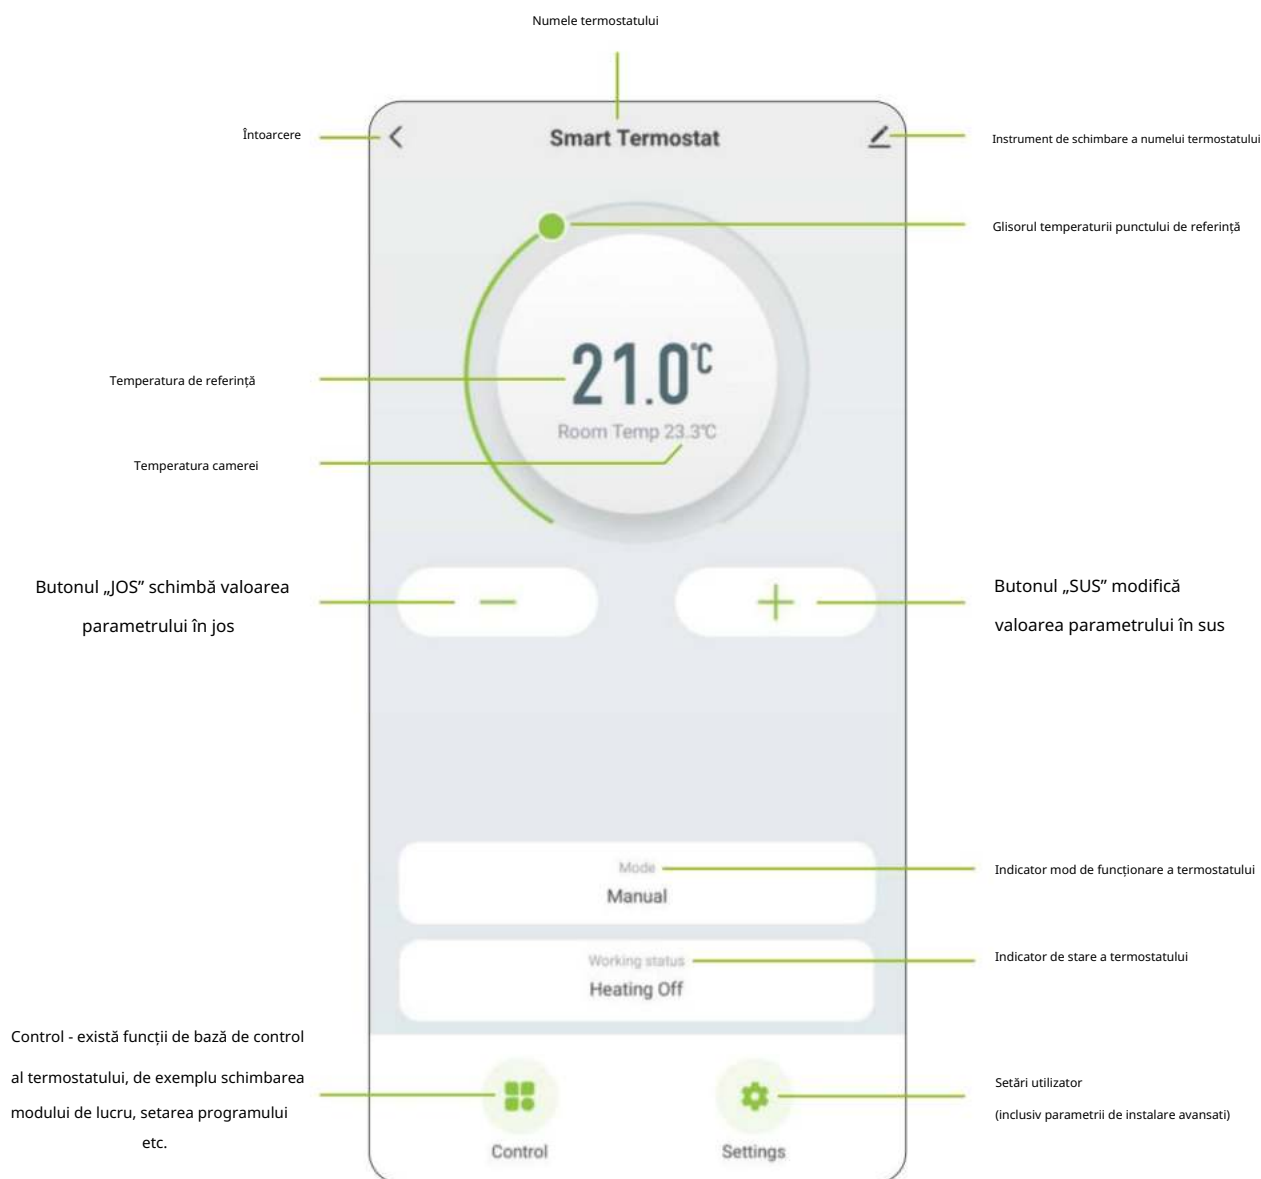 Numele termostatului
Întoarcere
Smart Termostat
Instrument de schimbare a numelui termostatului
Glisorul temperaturii punctului de referință
21.0°C
Temperatura de referință
Room Temp 23.3°C
Temperatura camerei
Butonul „JOS” schimbă valoarea
parametrului în jos
Butonul „SUS” modifică
valoarea parametrului în sus
Mode
Manual
Indicator mod de funcționare a termostatului
Working status
Heating Off
Indicator de stare a termostatului
Control - există funcții de bază de control
al termostatului, de exemplu schimbarea
modului de lucru, setarea programului
etc.
Control
Settings
Setări utilizator
(inclusiv parametrii de instalare avansati)